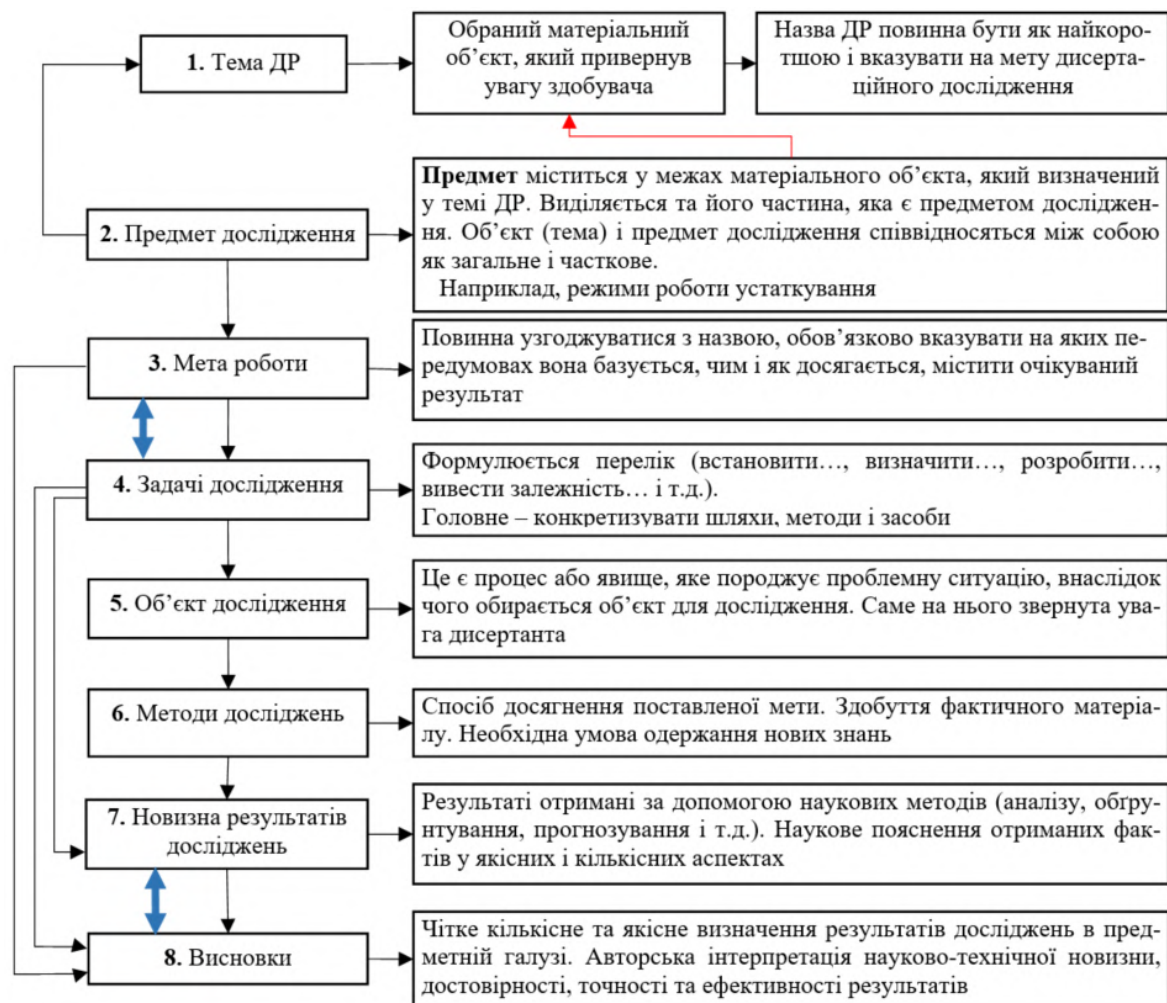 1. Тема ДР
Обраний матеріальний
об’єкт, який привернув
увагу здобувача
Назва ДР повинна бути як найкоро-
тшою і вказувати на мету дисерта-
ційного дослідження
2. Предмет дослідження
Предмет міститься у межах матеріального об’єкта, який визначений
у темі ДР. Виділяється та його частина, яка є предметом досліджен-
ня. Об’єкт (тема) і предмет дослідження співвідносяться між собою
як загальне і часткове.
Наприклад, режими роботи устаткування
3. Мета роботи
Повинна узгоджуватися з назвою, обов’язково вказувати на яких пе-
редумовах вона базується, чим і як досягається, містити очікуваний
результат
4. Задачі дослідження
Формулюється перелік (встановити…, визначити…, розробити…,
вивести залежність… і т.д.).
Головне – конкретизувати шляхи, методи і засоби
5. Об’єкт дослідження
Це є процес або явище, яке породжує проблемну ситуацію, внаслідок
чого обирається об’єкт для дослідження. Саме на нього звернута ува-
га дисертанта
6. Методи досліджень
Спосіб досягнення поставленої мети. Здобуття фактичного матеріа-
лу. Необхідна умова одержання нових знань
7. Новизна результатів
досліджень
Результаті отримані за допомогою наукових методів (аналізу, обґр-
унтування, прогнозування і т.д.). Наукове пояснення отриманих фак-
тів у якісних і кількісних аспектах
8. Висновки
Чітке кількісне та якісне визначення результатів досліджень в пред-
метній галузі. Авторська інтерпретація науково-технічної новизни,
достовірності, точності та ефективності результатів